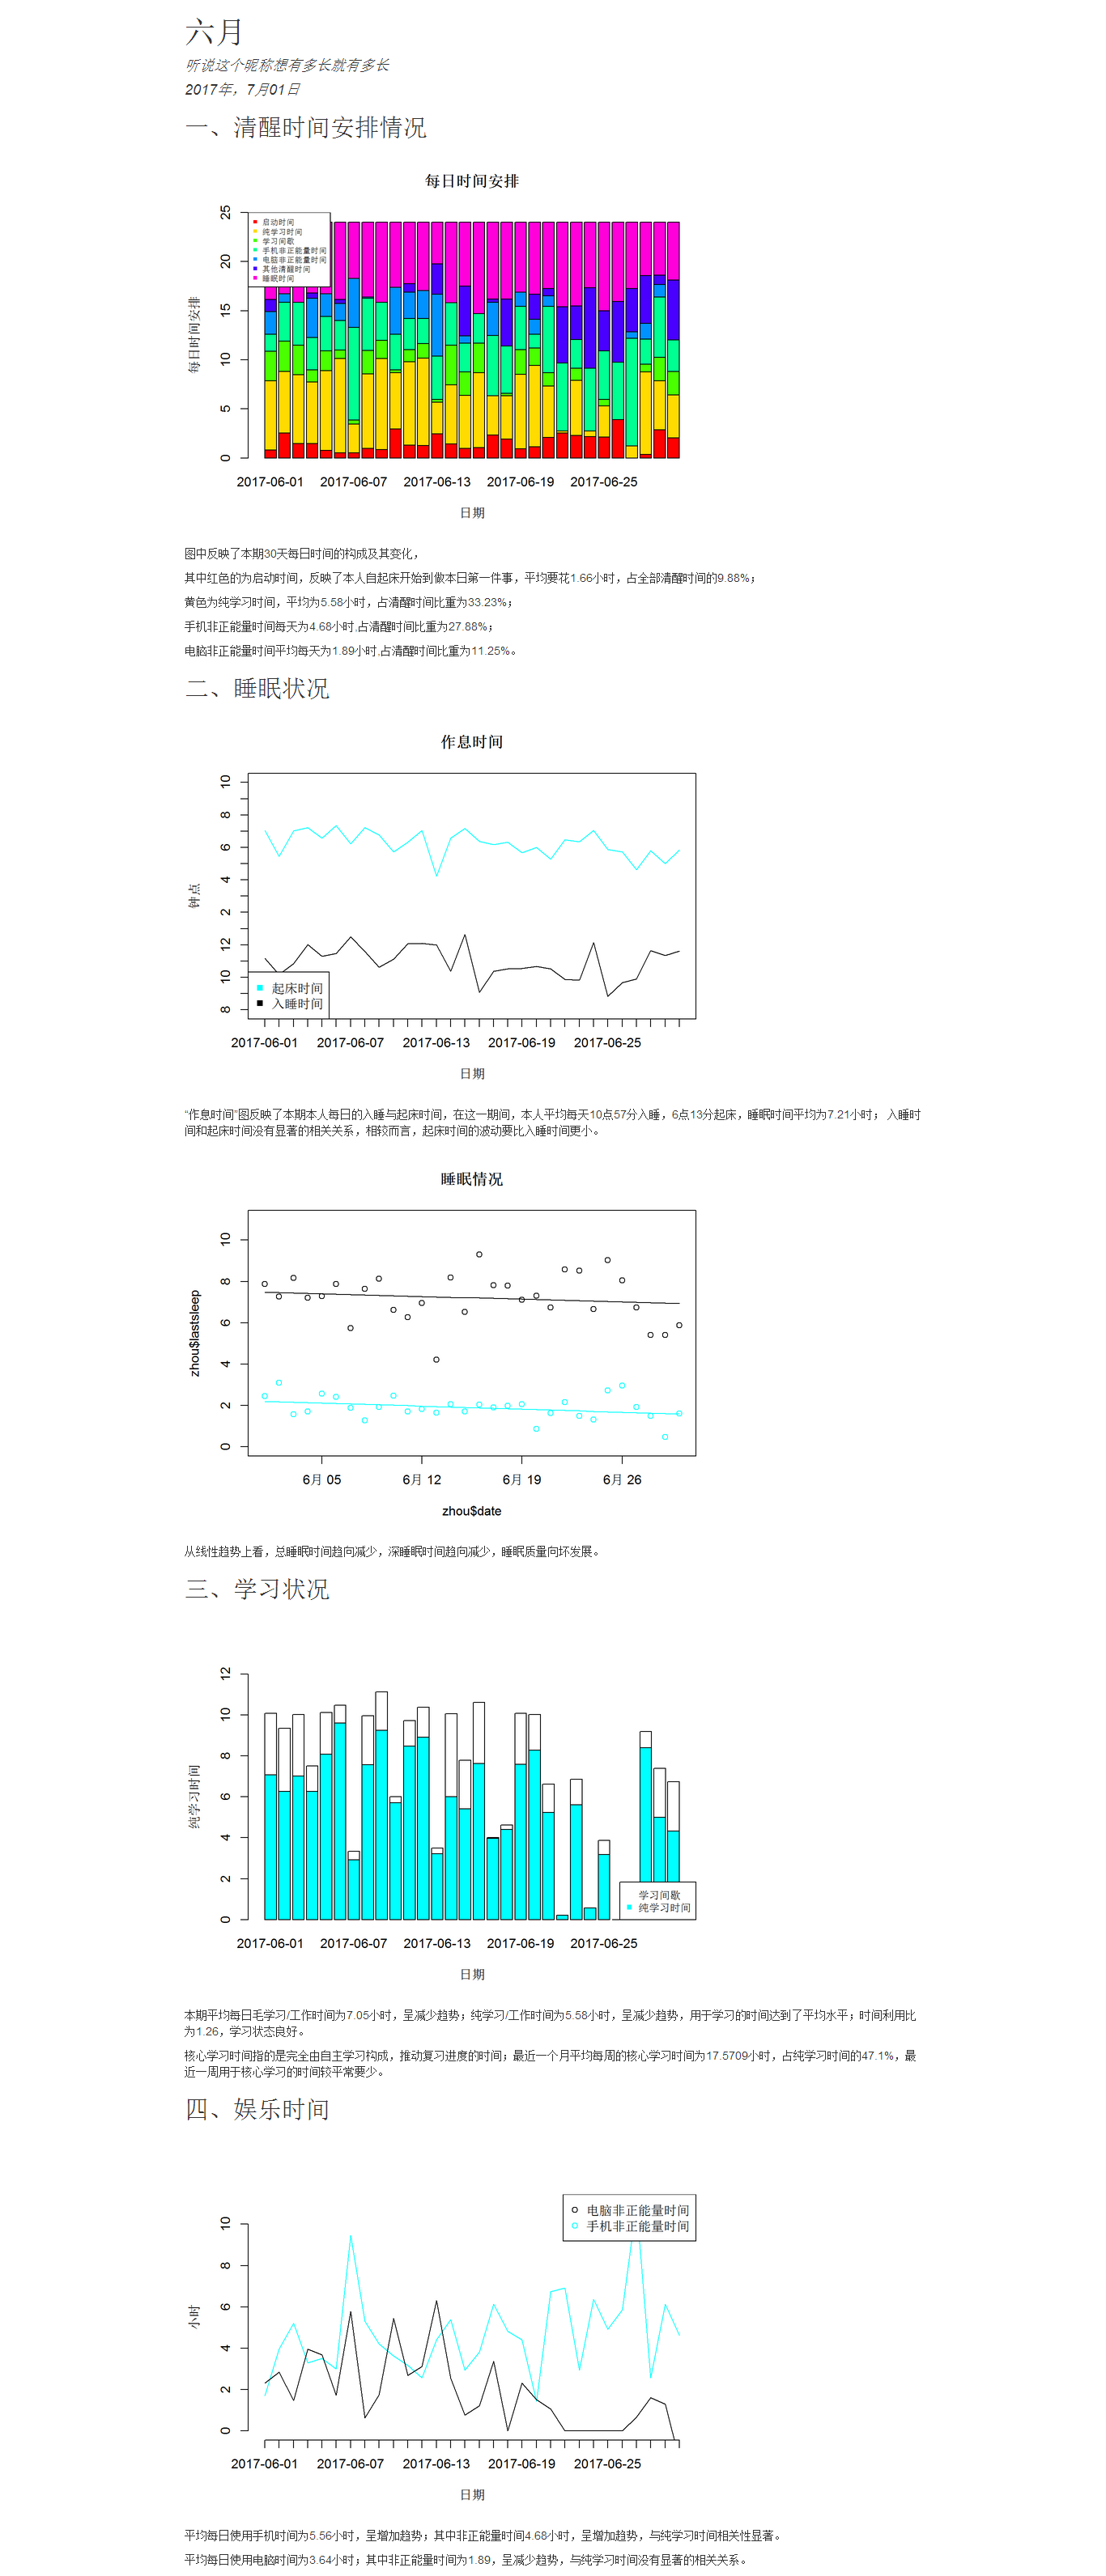 六月
听说这个昵称想有多长就有多长
2017年，7月01日
一、清醒时间安排情况
每日时间安排
启动时间
纯学习时间
学习间歇
手机非正能量时间
电脑非正能量时间
其他清醒时间
睡眠时间
每日时间安排
25
20
15
10
5
0
2017-06-01 2017-06-07 2017-06-13 2017-06-19 2017-06-25
日期
图中反映了本期30天每日时间的构成及其变化，
其中红色的为启动时间，反映了本人自起床开始到做本日第一件事，平均要花1.66小时，占全部清醒时间的9.88%；
黄色为纯学习时间，平均为5.58小时，占清醒时间比重为33.23%；
手机非正能量时间每天为4.68小时,占清醒时间比重为27.88%；
电脑非正能量时间平均每天为1.89小时,占清醒时间比重为11.25%。
二、睡眠状况
作息时间
钟点
10
8
6
4
2
12
10
8
起床时间
入睡时间
2017-06-01 2017-06-07 2017-06-13 2017-06-19 2017-06-25
日期
“作息时间”图反映了本期本人每日的入睡与起床时间，在这一期间，本人平均每天10点57分入睡，6点13分起床，睡眠时间平均为7.21小时； 入睡时
间和起床时间没有显著的相关关系，相较而言，起床时间的波动要比入睡时间更小。
睡眠情况
zhou$lastsleep
10
8
6
4
2
0
6月 05 6月 12 6月 19 6月 26
zhou$date
从线性趋势上看，总睡眠时间趋向减少，深睡眠时间趋向减少，睡眠质量向坏发展。
三、学习状况
纯学习时间
12
10
8
6
4
2
0
学习间歇
纯学习时间
2017-06-01 2017-06-07 2017-06-13 2017-06-19 2017-06-25
日期
本期平均每日毛学习/工作时间为7.05小时，呈减少趋势；纯学习/工作时间为5.58小时，呈减少趋势，用于学习的时间达到了平均水平；时间利用比
为1.26，学习状态良好。
核心学习时间指的是完全由自主学习构成，推动复习进度的时间；最近一个月平均每周的核心学习时间为17.5709小时，占纯学习时间的47.1%，最
近一周用于核心学习的时间较平常要少。
四、娱乐时间
电脑非正能量时间
手机非正能量时间
小时
10
8
6
4
2
0
2017-06-01 2017-06-07 2017-06-13 2017-06-19 2017-06-25
日期
平均每日使用手机时间为5.56小时，呈增加趋势；其中非正能量时间4.68小时，呈增加趋势，与纯学习时间相关性显著。
平均每日使用电脑时间为3.64小时；其中非正能量时间为1.89，呈减少趋势，与纯学习时间没有显著的相关关系。